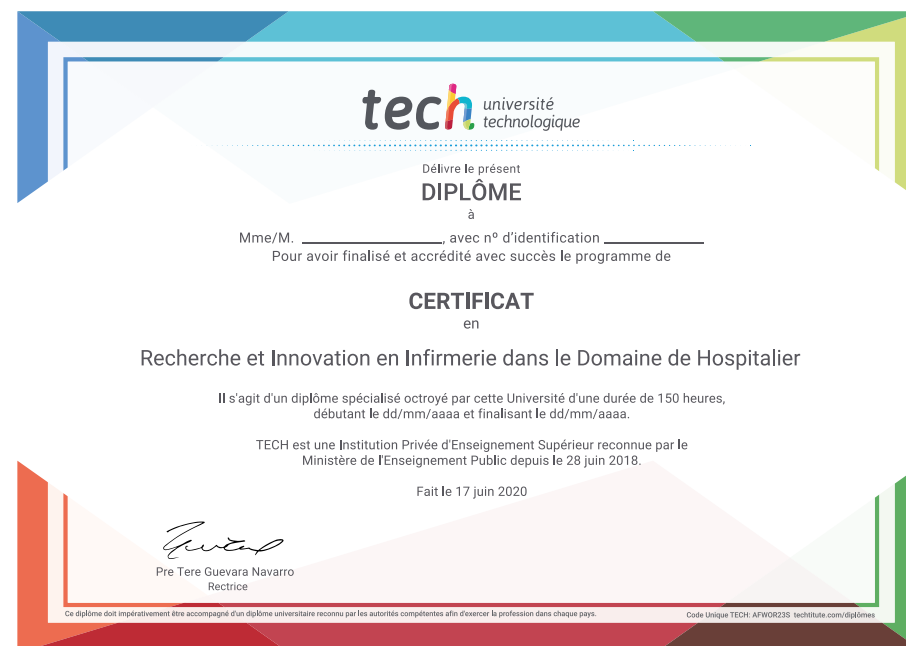 tech université
technologique
Délivre le présent
DIPLÔME
à
Mme/M. ____________________, avec nº d'identification ______________
Pour avoir finalisé et accrédité avec succès le programme de
CERTIFICAT
en
Recherche et Innovation en Infirmerie dans le Domaine de Hospitalier
Il s'agit d'un diplôme spécialisé octroyé par cette Université d'une durée de 150 heures,
débutant le dd/mm/aaaa et finalisant le dd/mm/aaaa.
TECH est une Institution Privée d'Enseignement Supérieur reconnue par le
Ministère de l'Enseignement Public depuis le 28 juin 2018.
Fait le 17 juin 2020
Pre Tere Guevara Navarro
Rectrice
Ce diplôme doit impérativement être accompagné d'un diplôme universitaire reconnu par les autorités compétentes afin d'exercer la profession dans chaque pays.
Code Unique TECH: AFWOR23S techtitute.com/diplômes